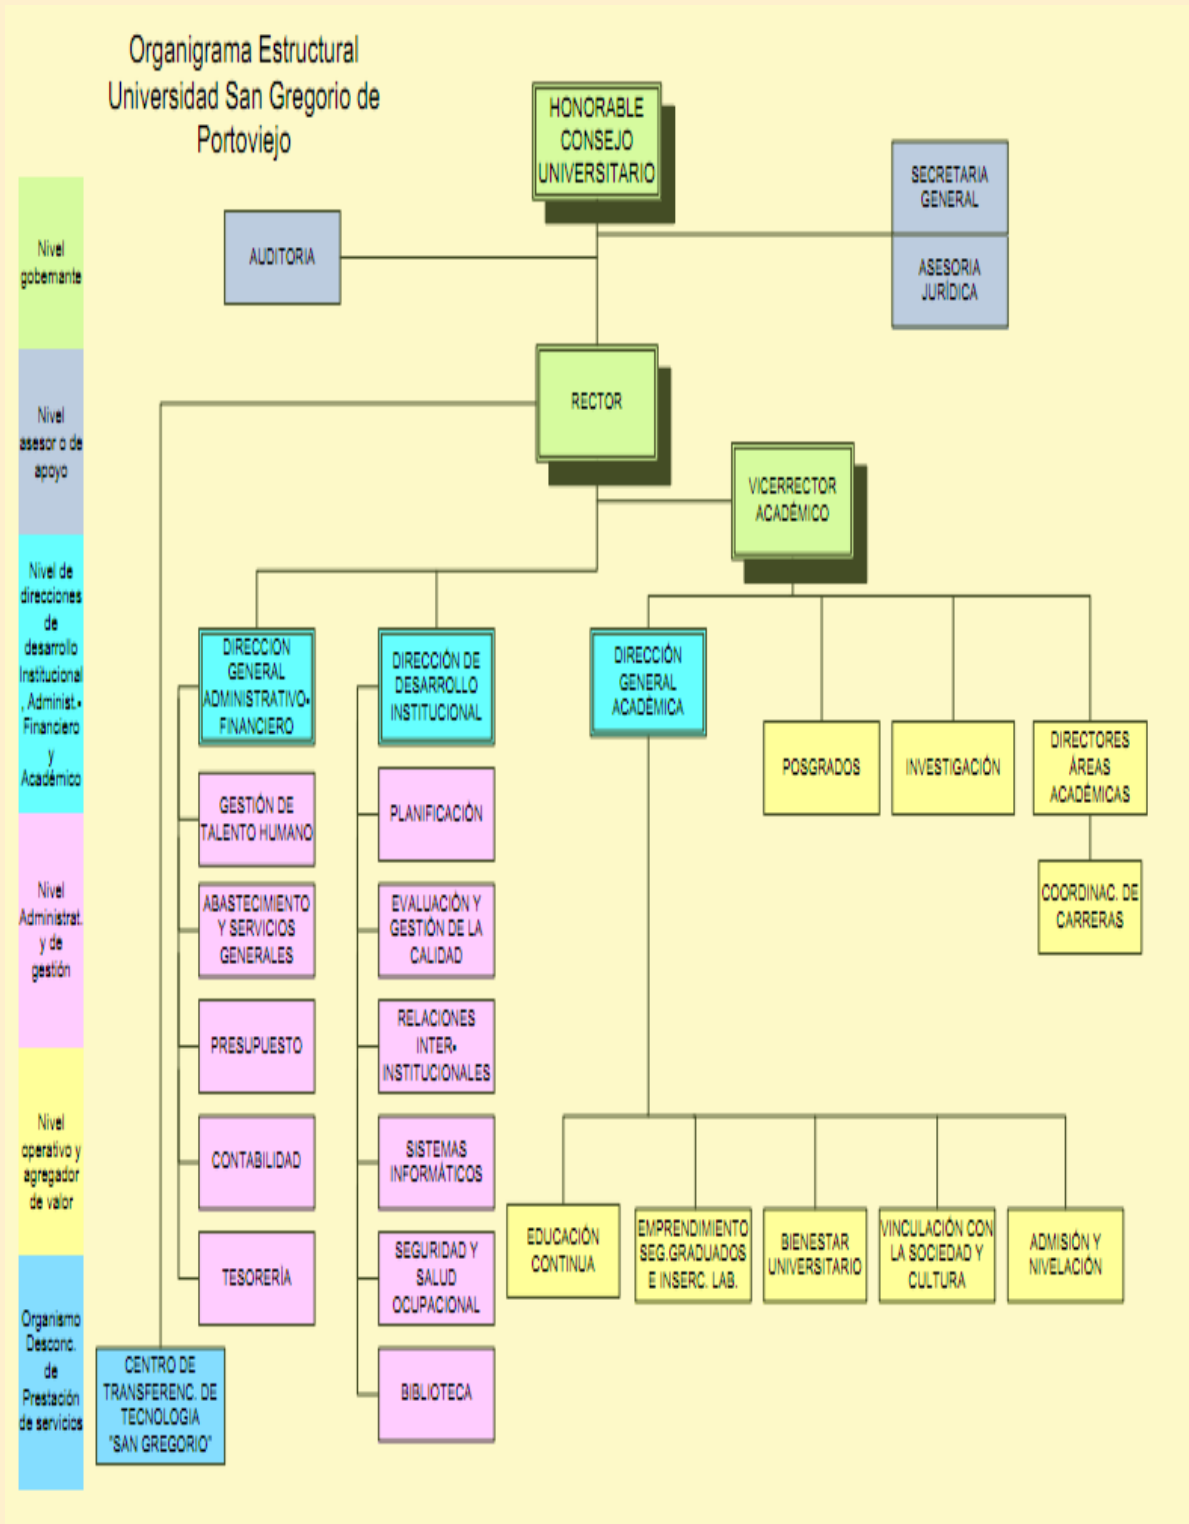 Organigrama Estructural
Universidad San Gregorio de
Portoviejo
HONORABLE
CONSEJO
UNIVERSITARIO
SECRETARIA
GENERAL
ASESORIA
JURÍDICA
AUDITORIA
RECTOR
VICERRECTOR
ACADÉMICO
Nivel
gobernante
Nivel
asesor o de
apoyo
Nivel de
direcciones
de
desarrollo
Institucional
, Administ.-
Financiero
y
Académico
Nivel
Administrat.
y de
gestión
Nivel
operativo y
agregador
de valor
Organismo
Desconc.
de
Prestación
de servicios
DIRECCION
GENERAL
ADMINISTRATIVO-
FINANCIERO
GESTIÓN DE
TALENTO HUMANO
ABASTECIMIENTO
Y SERVICIOS
GENERALES
PRESUPUESTO
CONTABILIDAD
TESORERÍA
DIRECCIÓN DE
DESARROLLO
INSTITUCIONAL
PLANIFICACIÓN
EVALUACIÓN Y
GESTIÓN DE LA
CALIDAD
RELACIONES
INTER-
INSTITUCIONALES
SISTEMAS
INFORMÁTICOS
SEGURIDAD Y
SALUD
OCUPACIONAL
BIBLIOTECA
DIRECCIÓN
GENERAL
ACADÉMICA
POSGRADOS
INVESTIGACIÓN
DIRECTORES
ÁREAS
ACADÉMICAS
COORDINAC. DE
CARRERAS
EDUCACIÓN
CONTINUA
EMPRENDIMIENTO
SEG.GRADUADOS
E INSERC. LAB.
BIENESTAR
UNIVERSITARIO
VINCULACIÓN CON
LA SOCIEDAD Y
CULTURA
ADMISIÓN Y
NIVELACIÓN
CENTRO DE
TRANSFERENC. DE
TECNOLOGIA
"SAN GREGORIO"